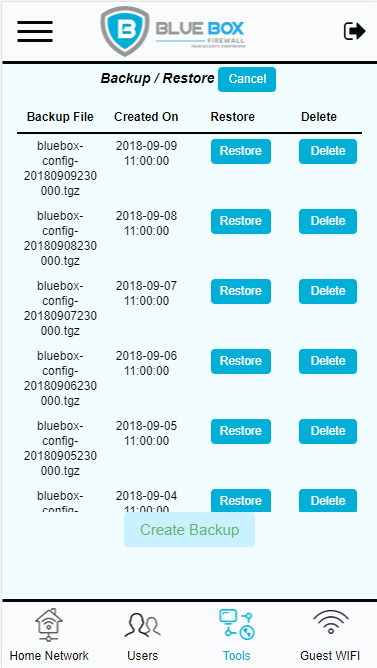 BLUE BOX
FIREWALL
YOUR SECURITY, EVERYWHERE
Backup / Restore Cancel
Backup File Created On Restore Delete
bluebox-config-20180909230000.tgz 2018-09-09 11:00:00 Restore Delete
bluebox-config-20180908230000.tgz 2018-09-08 11:00:00 Restore Delete
bluebox-config-20180907230000.tgz 2018-09-07 11:00:00 Restore Delete
bluebox-config-20180906230000.tgz 2018-09-06 11:00:00 Restore Delete
bluebox-config-20180905230000.tgz 2018-09-05 11:00:00 Restore Delete
bluebox-config- 2018-09-04 11:00:00 Restore Delete
Create Backup
Home Network Users Tools Guest WIFI